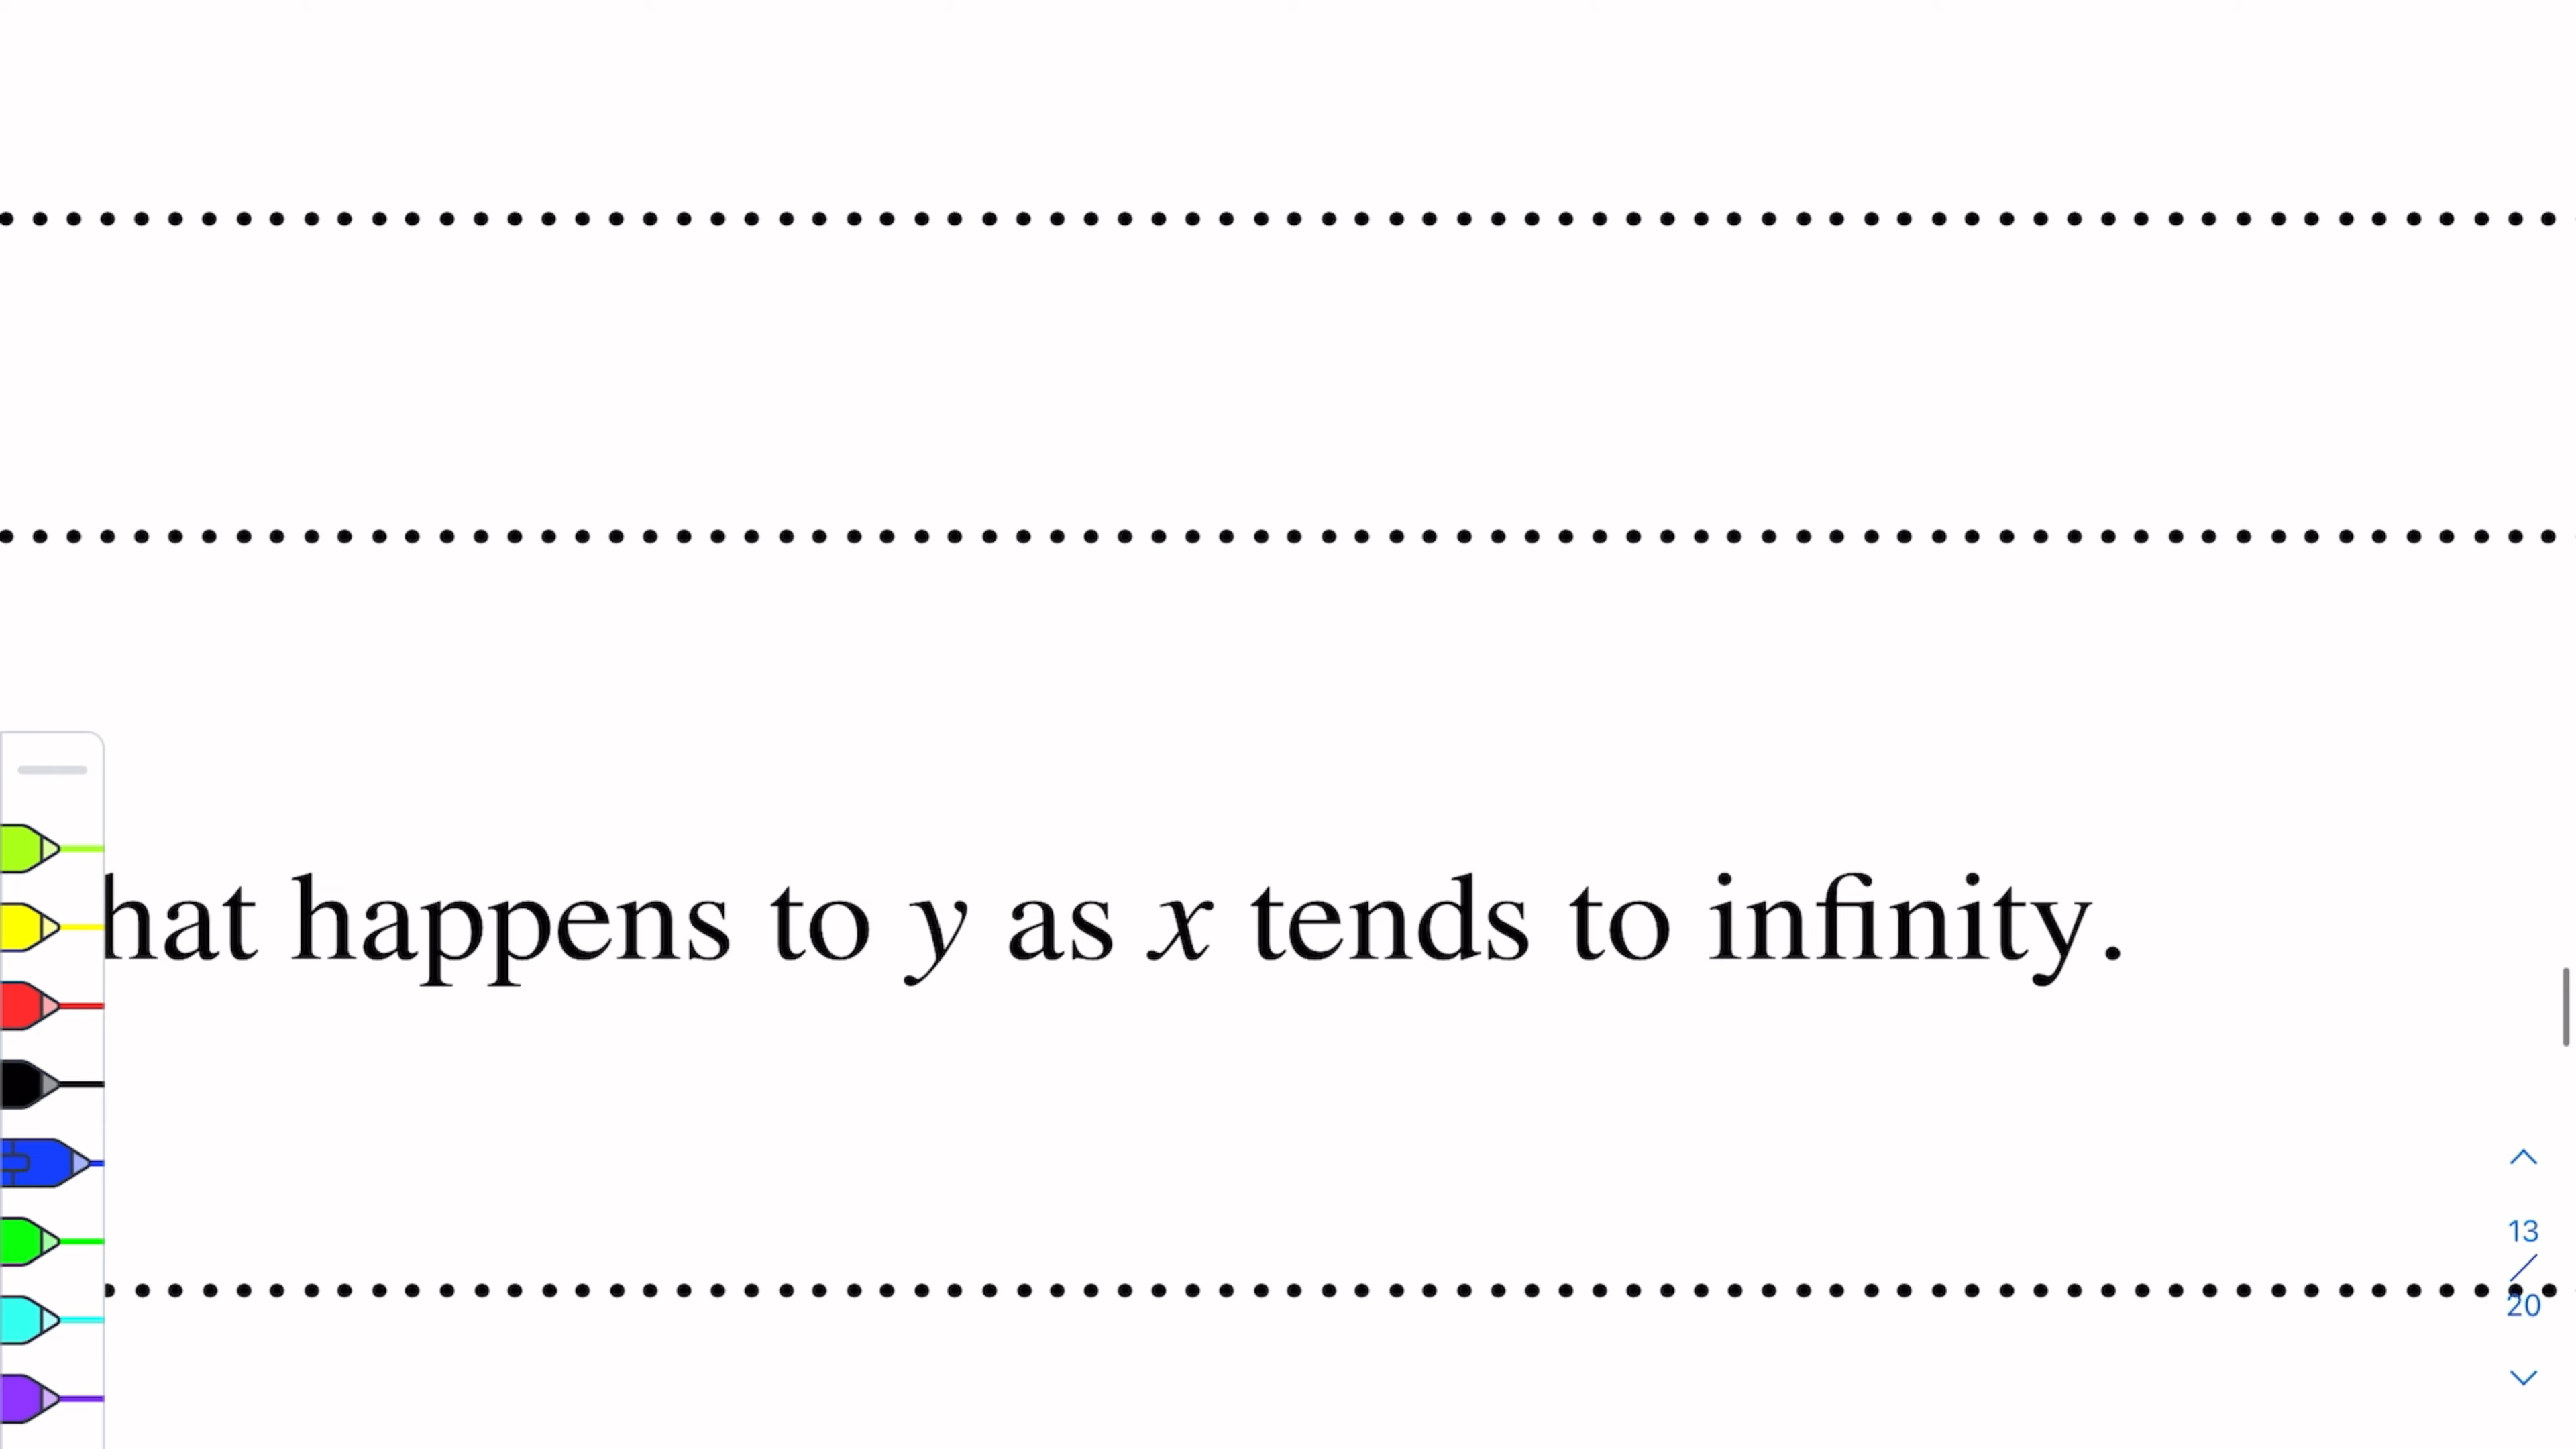 hat happens to y as x tends to infinity.
13
/
20